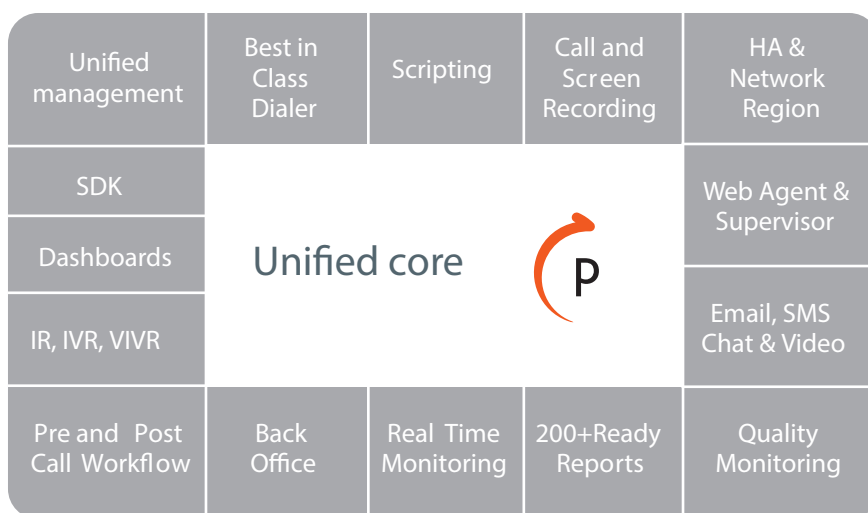 Unified
management
Best in
Class
Dialer
Scripting
Call and
Screen
Recording
HA &
Network
Region
SDK
Dashboards
IR, IVR, VIVR
Unified core
p
Web Agent &
Supervisor
Email, SMS
Chat & Video
Pre and Post
Call Workflow
Back
Office
Real Time
Monitoring
200+Ready
Reports
Quality
Monitoring